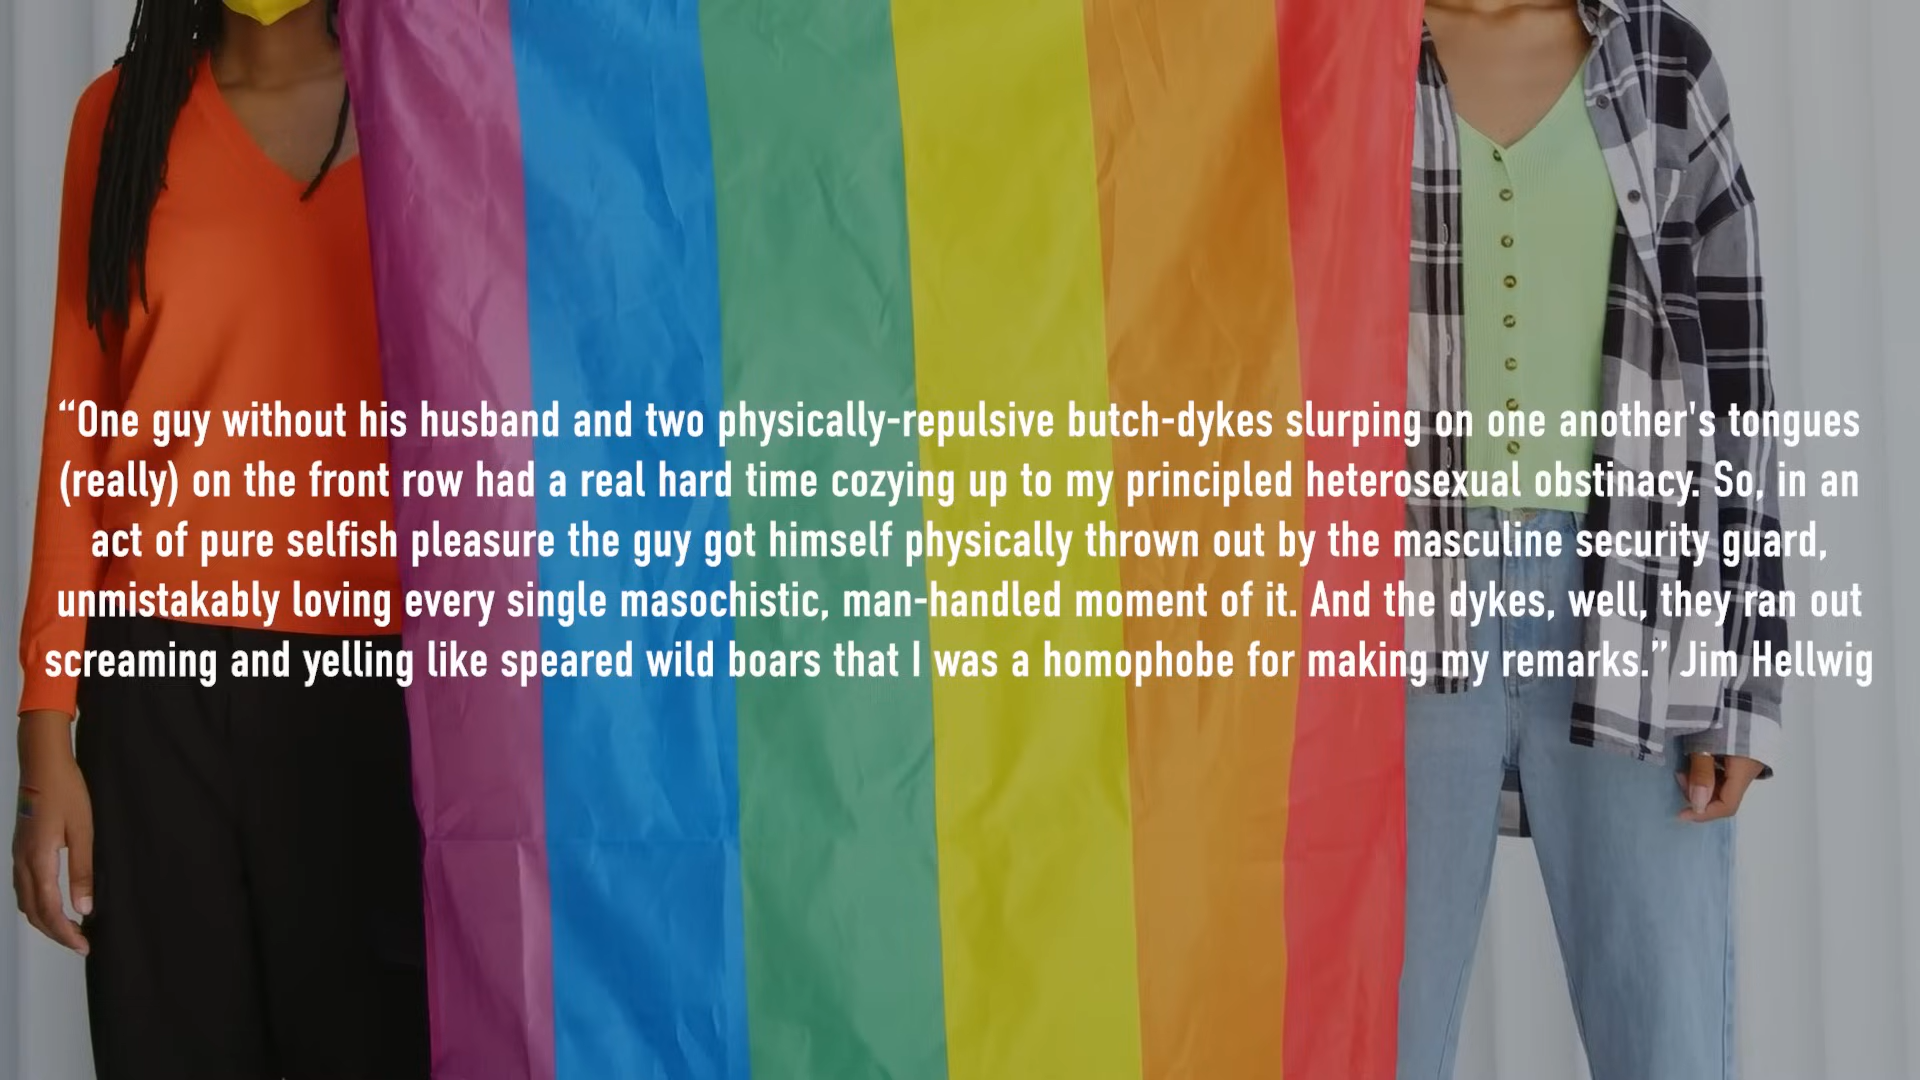 “One guy without his husband and two physically-repulsive butch-dykes slurping on one another's tongues
(really) on the front row had a real hard time cozying up to my principled heterosexual obstinacy. So, in an
act of pure selfish pleasure the guy got himself physically thrown out by the masculine security guard,
unmistakably loving every single masochistic, man-handled moment of it. And the dykes, well, they ran out
screaming and yelling like speared wild boars that I was a homophobe for making my remarks.” Jim Hellwig